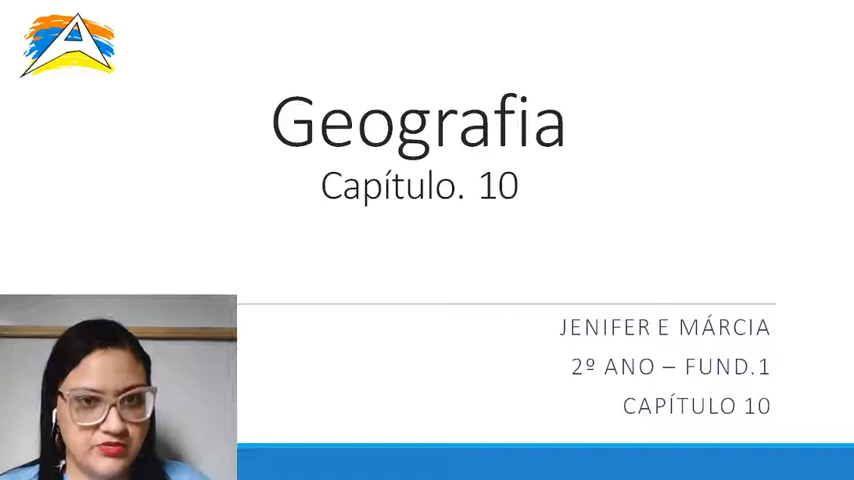 Geografia
Capítulo. 10
JENIFER E MÁRCIA
2º ANO – FUND.1
CAPÍTULO 10